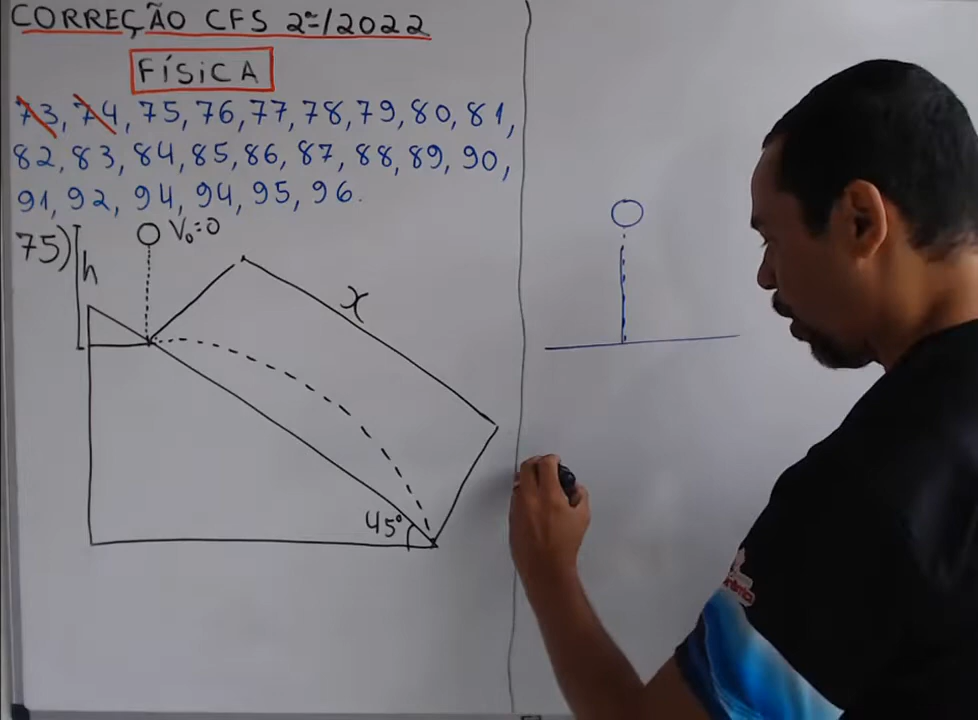 CORREÇÃO CFS 2º/2022
FÍSICA
73, 74, 75, 76, 77, 78, 79, 80, 81,
82, 83, 84, 85, 86, 87, 88, 89, 90,
91, 92, 94, 94, 95, 96.
75) h V₀=0
x
45°